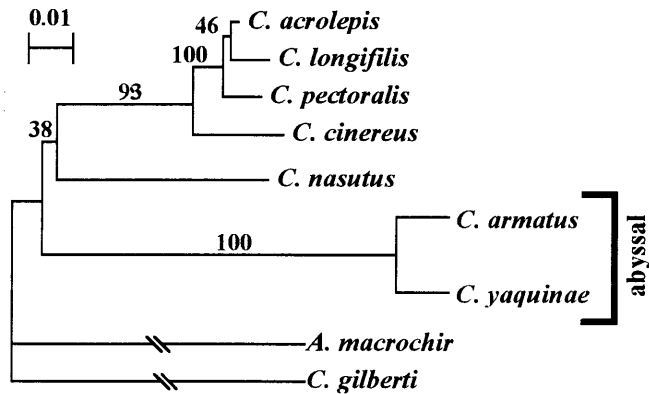 0.01
46
C. acrolepis
C. longifilis
100
C. pectoralis
93
C. cinereus
38
C. nasutus
C. armatus
100
abyssal
C. yaquinae
A. macrochir
C. gilberti